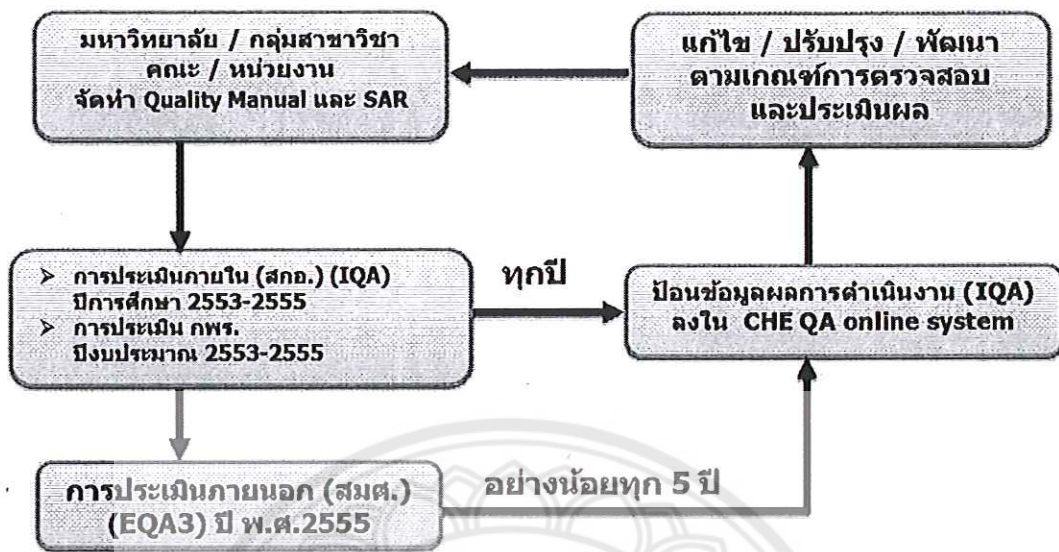 มหาวิทยาลัย / กลุ่มสาขาวิชา
คณะ / หน่วยงาน
จัดทำ Quality Manual และ SAR
แก้ไข / ปรับปรุง / พัฒนา
ตามเกณฑ์การตรวจสอบ
และประเมินผล
➢ การประเมินภายใน (สกอ.) (IQA)
ปีการศึกษา 2553-2555
➢ การประเมิน กพร.
ปีงบประมาณ 2553-2555
ทุกปี
ป้อนข้อมูลผลการดำเนินงาน (IQA)
ลงใน CHE QA online system
การประเมินภายนอก (สมศ.)
(EQA3) ปี พ.ศ.2555
อย่างน้อยทุก 5 ปี